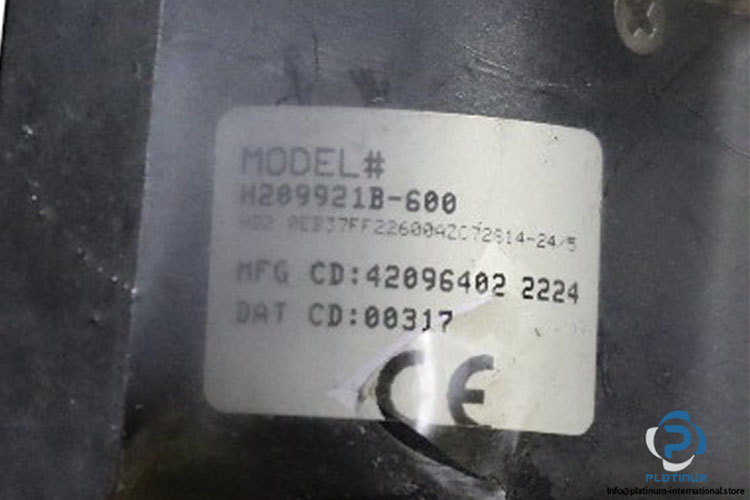 MODEL#
H209921B-600
MFG CD:42096402 2224
DAT CD:00317
CE
PLATINUM
Info@platinum-international.store